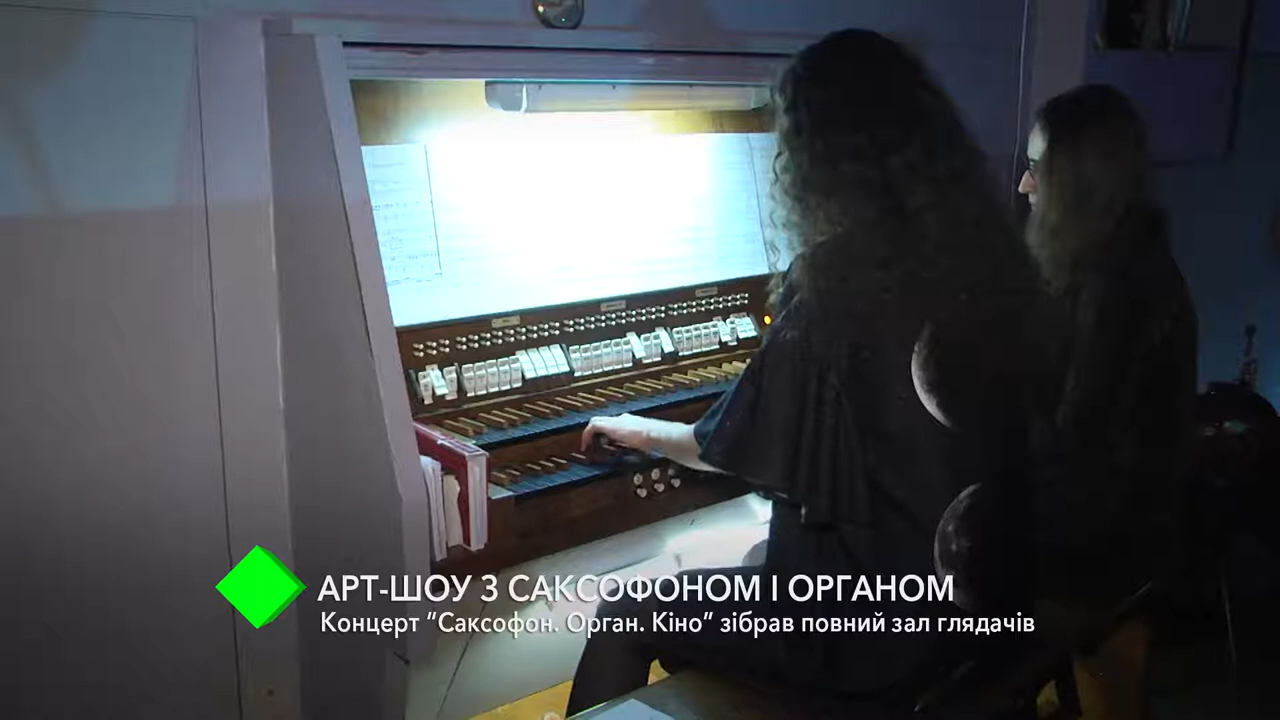 АРТ-ШОУ З САКСОФОНОМ І ОРГАНОМ
Концерт "Саксофон. Орган. Кіно" зібрав повний зал глядачів